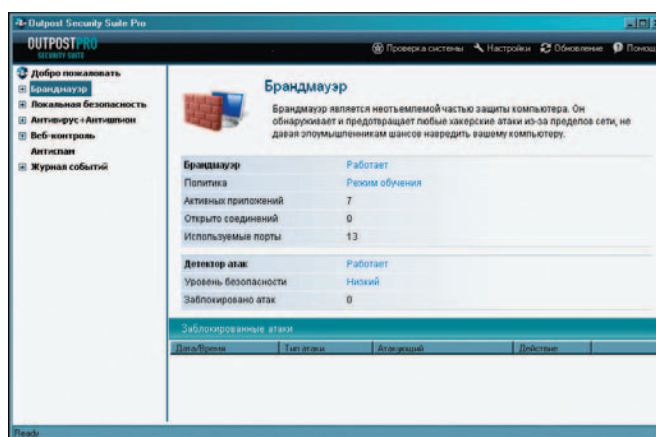 Outpost Security Suite Pro
OUTPOSTPRO
SECURITY SUITE
Проверка системы Настройки Обновление Помощ
Добро пожаловать
Брандмауэр
Локальная безопасность
Антивирус+Антишпион
Веб-контроль
Антиспам
Журнал событий
Брандмауэр
Брандмауэр является неотъемлемой частью защиты компьютера. Он
обнаруживает и предотвращает любые хакерские атаки из-за пределов сети, не
давая злоумышленникам шансов навредить вашему компьютеру.
Брандмауэр Работает
Политика Режим обучения
Активных приложений 7
Открыто соединений 0
Используемые порты 13
Детектор атак Работает
Уровень безопасности Низкий
Заблокировано атак 0
Заблокированные атаки
Дата/Время Тип атаки Атакующий Действие
Ready